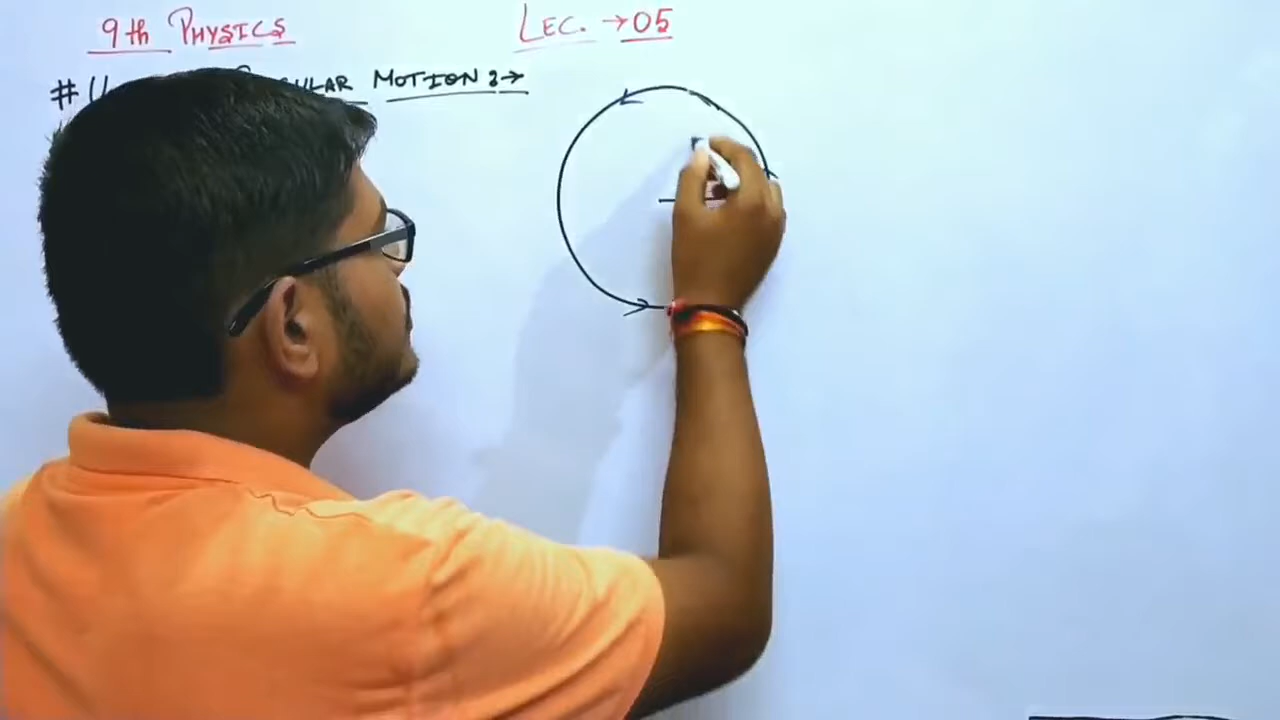 9th PHYSICS
LEC. → 05
# MOTION :→